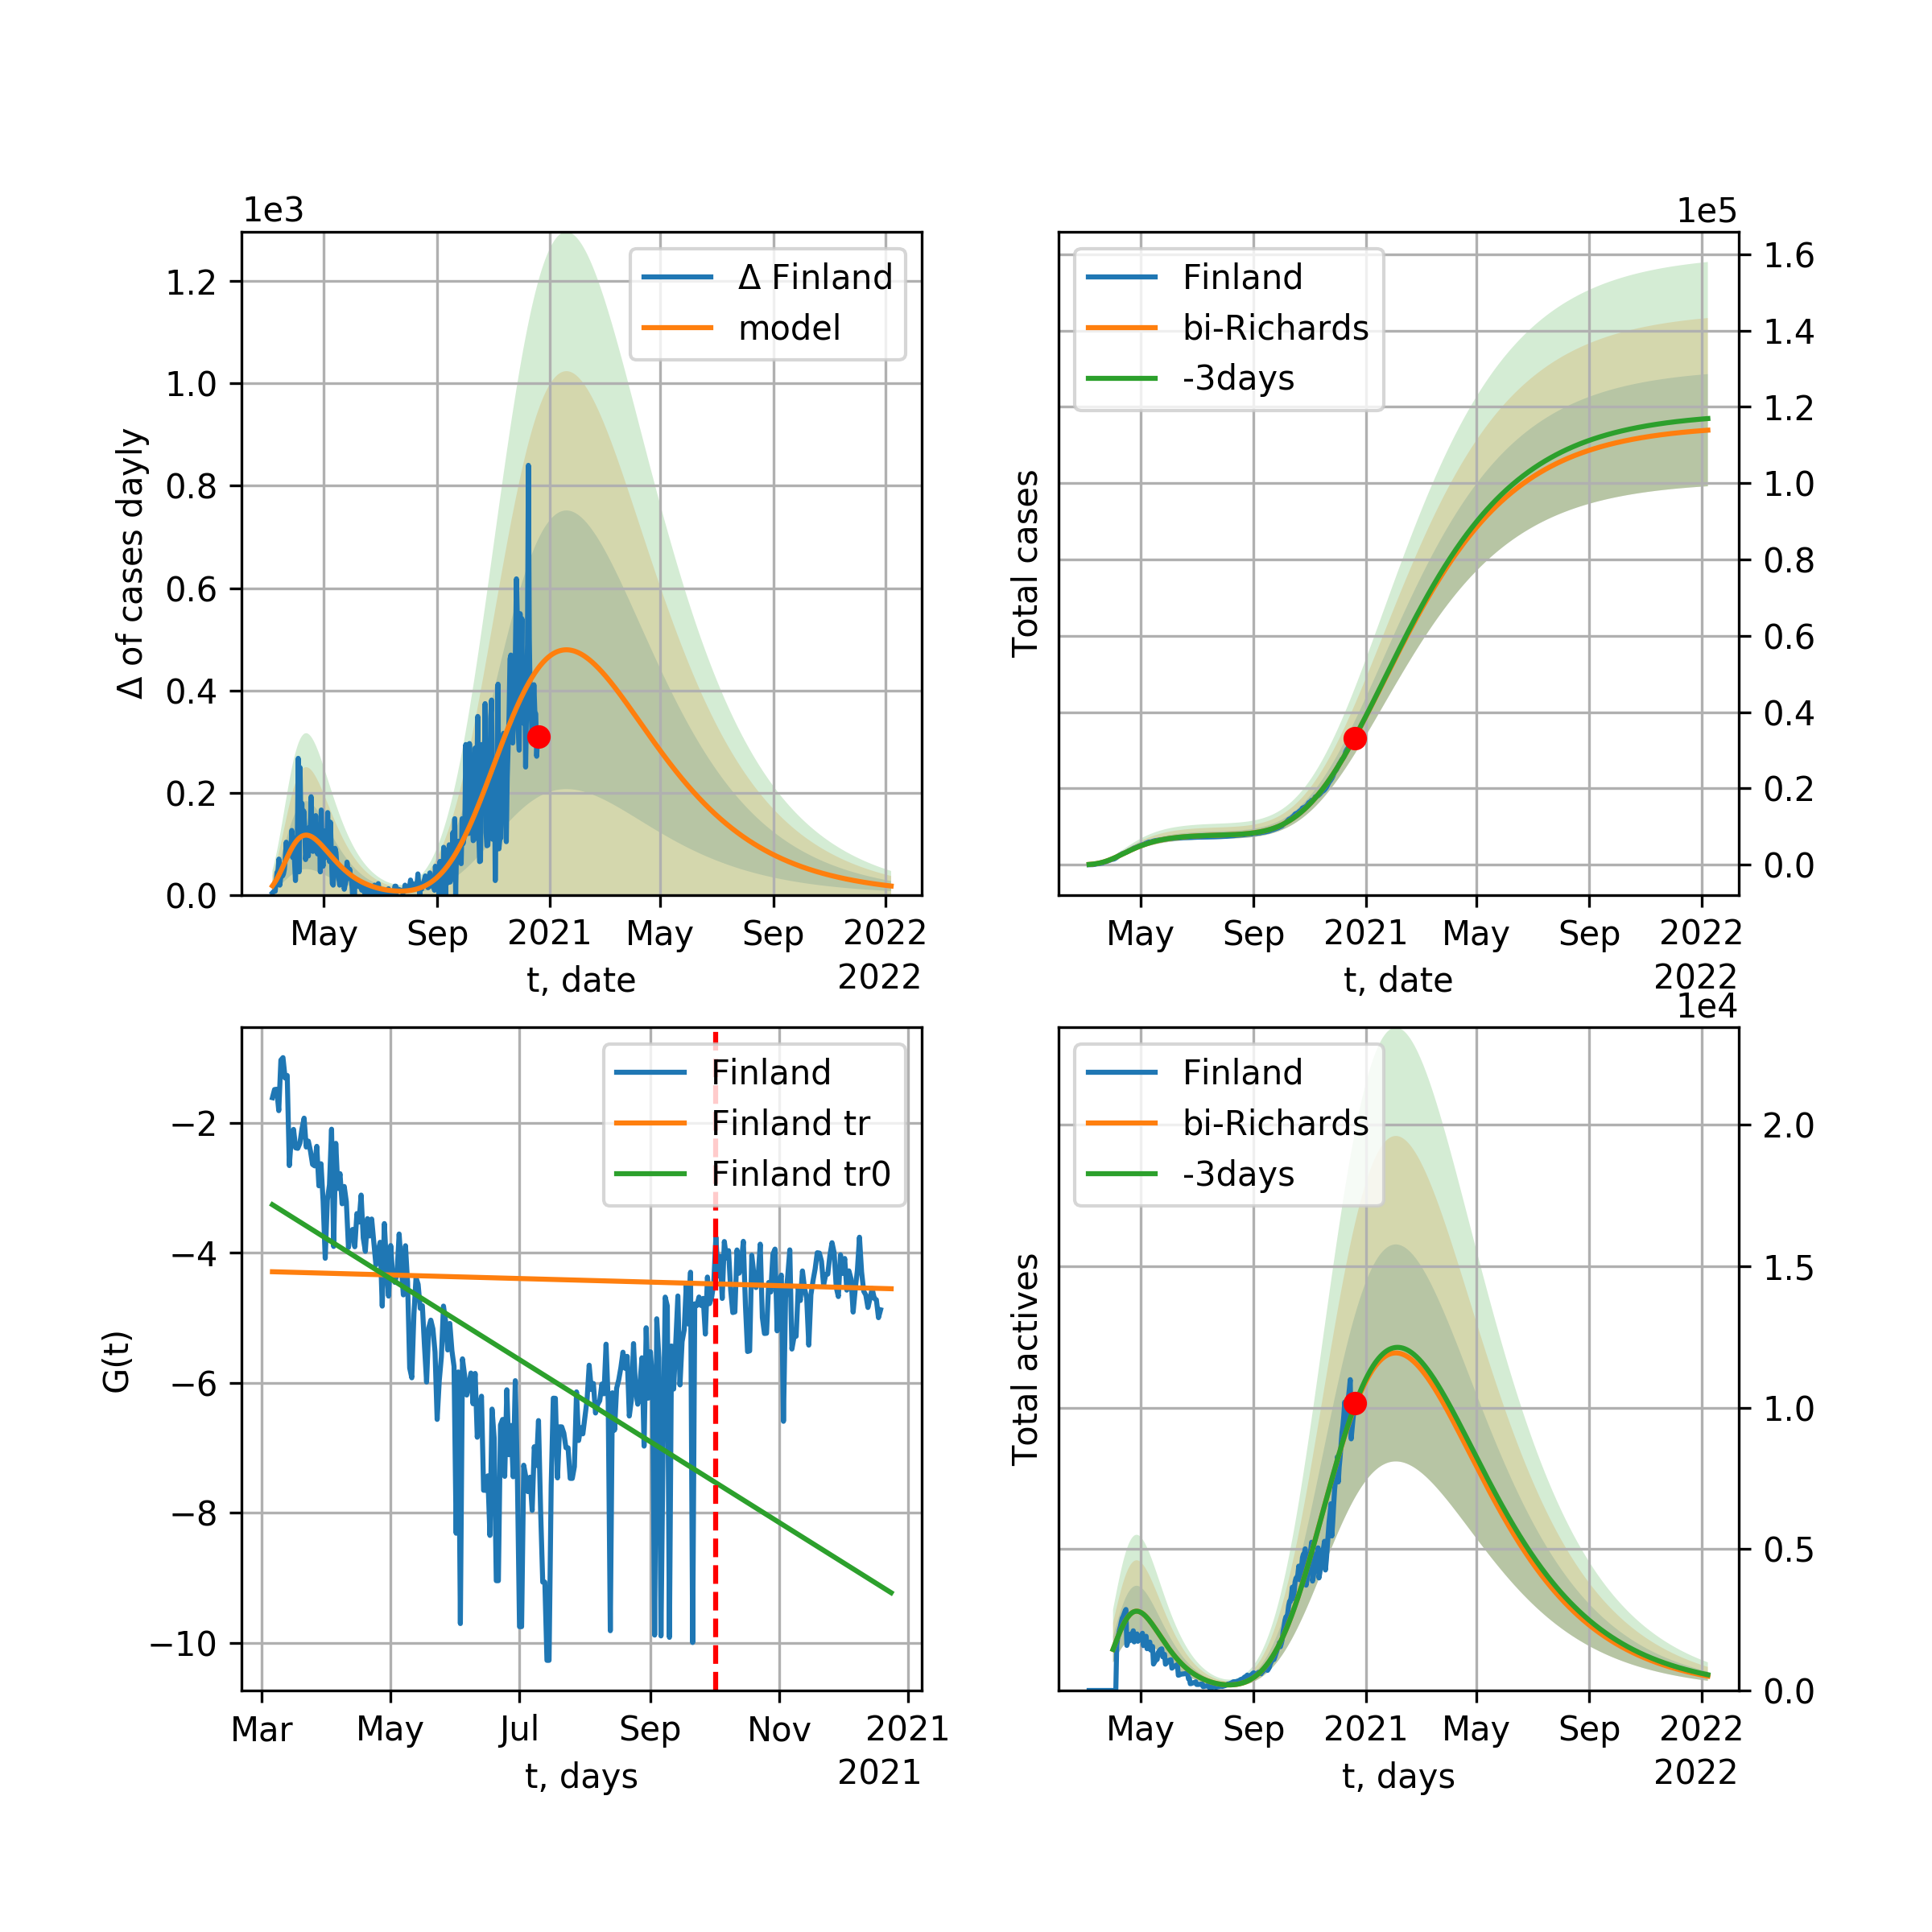 1e3
Δ of cases dayly
1.2
1.0
0.8
0.6
0.4
0.2
0.0
Δ Finland
model
May Sep 2021 May Sep 2022
t, date 2022
1e5
Total cases
Finland
bi-Richards
-3days
1.6
1.4
1.2
1.0
0.8
0.6
0.4
0.2
0.0
May Sep 2021 May Sep 2022
t, date 2022
G(t)
−2
−4
−6
−8
−10
Finland
Finland tr
Finland tr0
Mar May Jul Sep Nov 2021
t, days 2021
1e4
Total actives
Finland
bi-Richards
-3days
2.0
1.5
1.0
0.5
0.0
May Sep 2021 May Sep 2022
t, days 2022